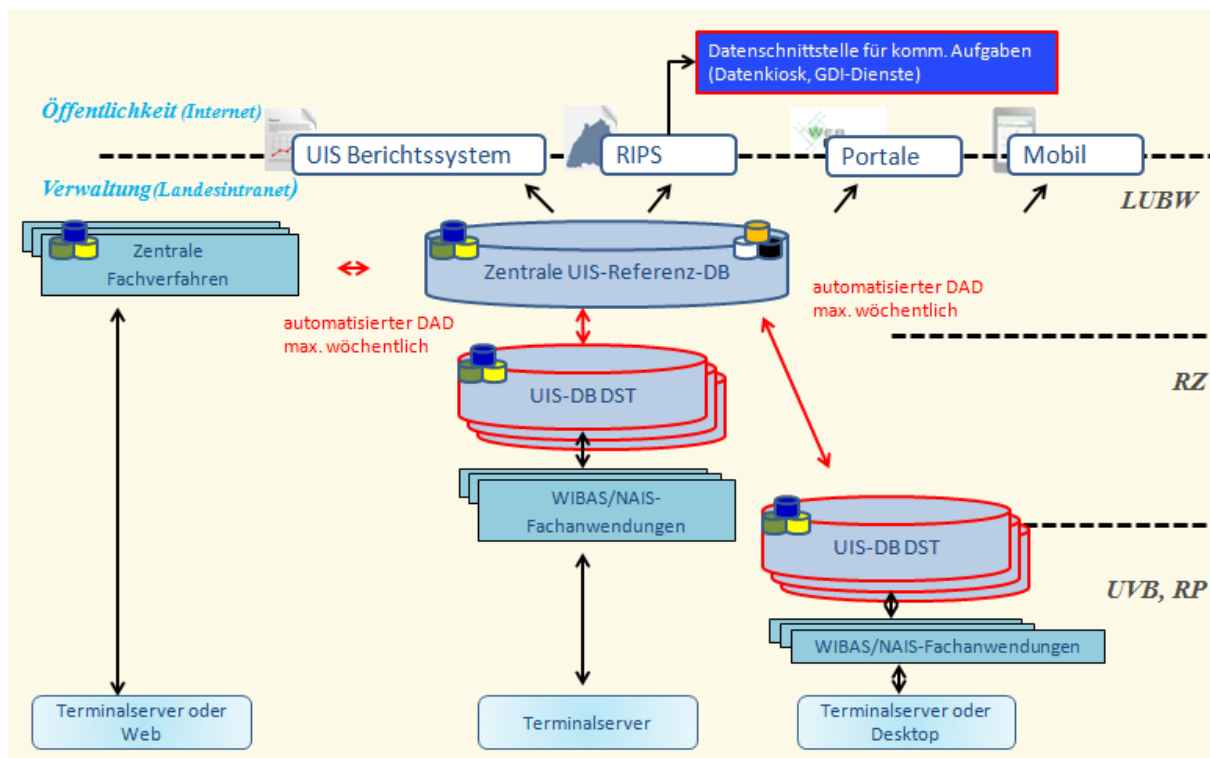 Datenschnittstelle für komm. Aufgaben
(Datenkiosk, GDI-Dienste)
Öffentlichkeit (Internet)
WEB
UIS Berichtssystem
RIPS
Portale
Mobil
Verwaltung (Landesintranet)
LUBW
Zentrale
Fachverfahren
Zentrale UIS-Referenz-DB
automatisierter DAD
max. wöchentlich
automatisierter DAD
max. wöchentlich
RZ
UIS-DB DST
WIBAS/NAIS-
Fachanwendungen
UIS-DB DST
UVB, RP
WIBAS/NAIS-Fachanwendungen
Terminalserver oder
Web
Terminalserver
Terminalserver oder
Desktop